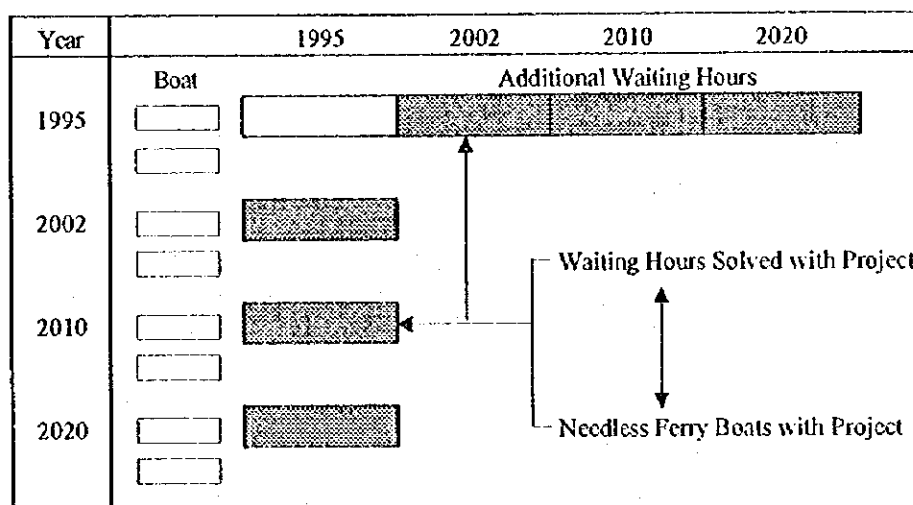 Year 1995 2002 2010 2020
Boat Additional Waiting Hours
1995
2002
Waiting Hours Solved with Project
2010
2020 Needless Ferry Boats with Project